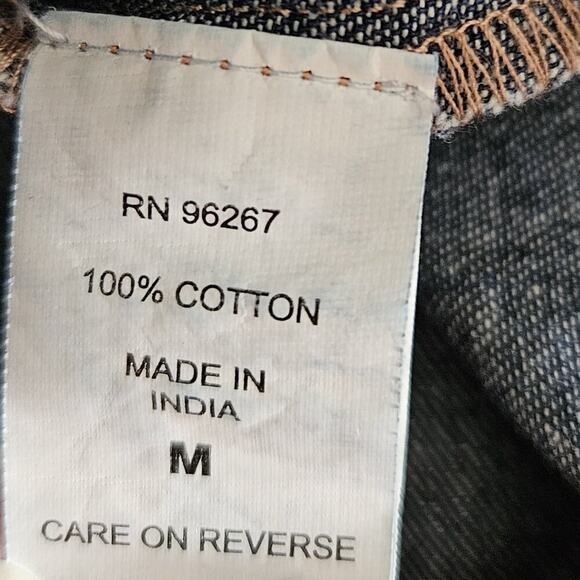 RN 96267
100% COTTON
MADE IN
INDIA
M
CARE ON REVERSE